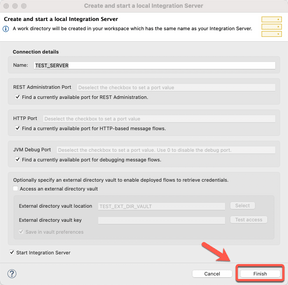 Create and start a local Integration Server
Create and start a local Integration Server
A work directory will be created in your workspace which has the same name as your Integration Server.
Connection details
Name: TEST_SERVER
REST Administration Port Deselect the checkbox to set a port value
Find a currently available port for REST Administration.
HTTP Port Deselect the checkbox to set a port value
Find a currently available port for HTTP-based message flows.
JVM Debug Port Deselect the checkbox to set a port value. Use 0 to disable the debug port.
Find a currently available port for debugging message flows.
Optionally specify an external directory vault to enable deployed flows to retrieve credentials.
Access an external directory vault
External directory vault location TEST_EXT_DIR_VAULT Select
External directory vault key Test access
Save in vault preferences
Start Integration Server
? Cancel Finish